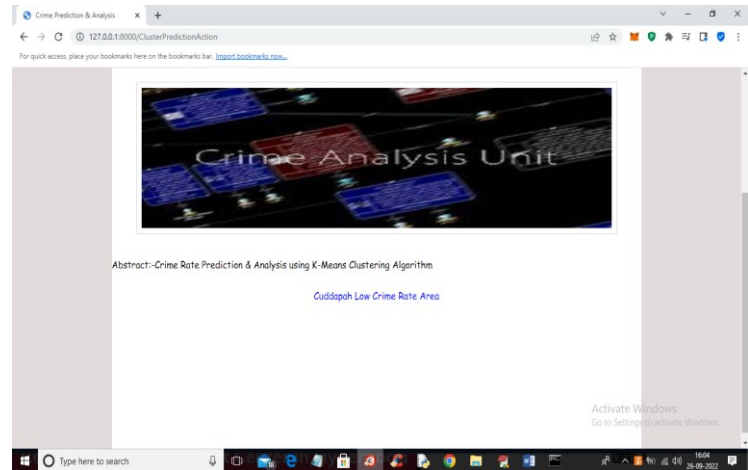 Crime Prediction & Analysis
127.0.0.1:8000/ClusterPredictionAction
For quick access, place your bookmarks here on the bookmarks bar. Import bookmarks now...
Crime Analysis Unit
Abstract:-Crime Rate Prediction & Analysis using K-Means Clustering Algorithm
Cuddapah Low Crime Rate Area
Activate Windows
Go to Settings to activate Windows.
Type here to search
16:04
26-09-2022